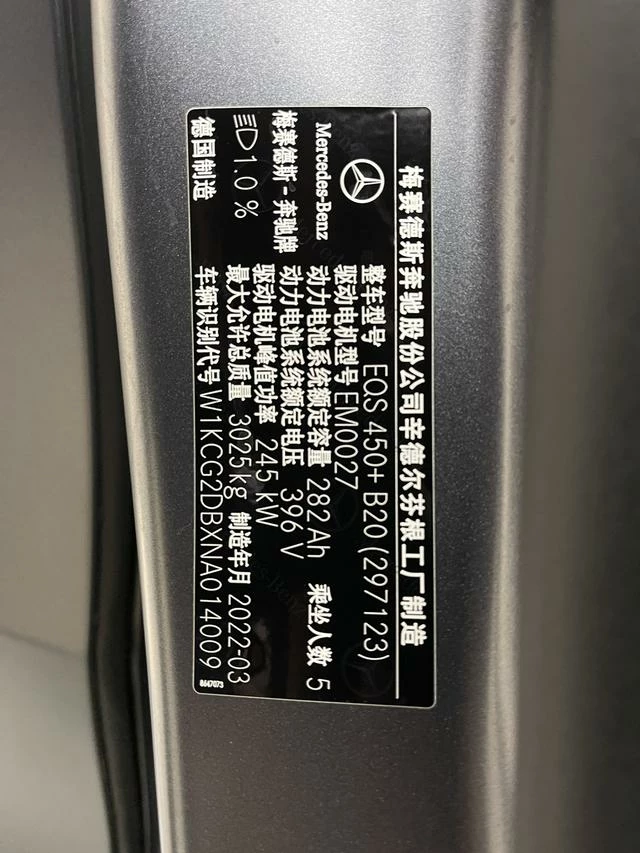 梅赛德斯奔驰股份公司辛德尔芬根工厂制造
Mercedes-Benz
梅赛德斯-奔驰牌
1.0 %
德国制造
整车型号 EQS 450+ B20 (297123)
驱动电机型号 EM0027
动力电池系统额定容量 282 Ah 乘坐人数 5
动力电池系统额定电压 396 V
驱动电机峰值功率 245 kW
最大允许总质量 3025 kg 制造年月 2022-03
车辆识别代号 W1KCG2DBXNA014009
8647073